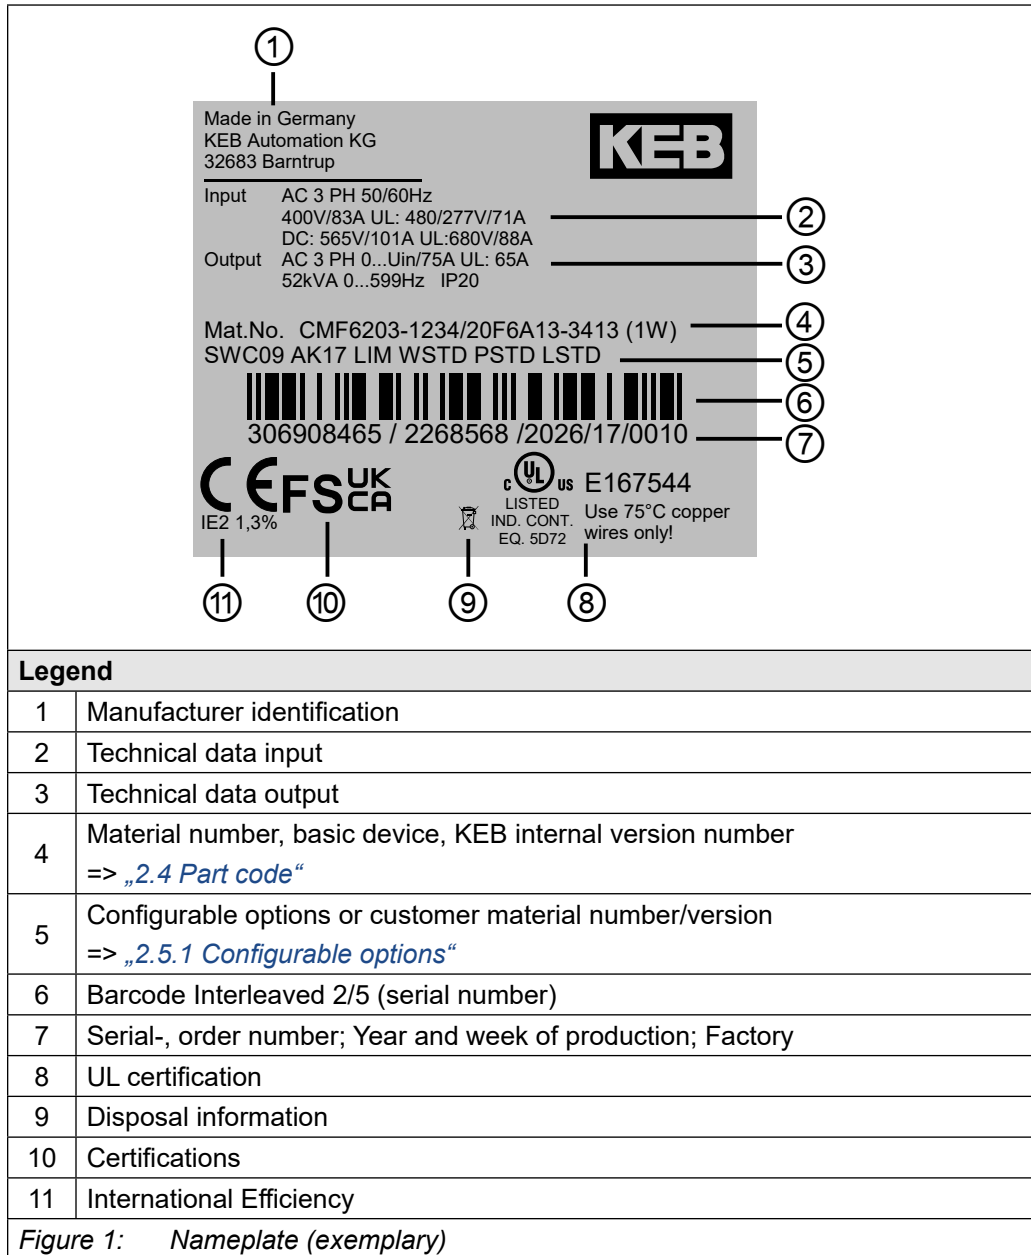 1
Made in Germany
KEB Automation KG
32683 Barntrup
KEB
Input AC 3 PH 50/60Hz
400V/83A UL: 480/277V/71A
2
DC: 565V/101A UL:680V/88A
Output AC 3 PH 0...Uin/75A UL: 65A
3
52kVA 0...599Hz IP20
Mat.No. CMF6203-1234/20F6A13-3413 (1W)
4
SWC09 AK17 LIM WSTD PSTD LSTD
5
6
306908465 / 2268568 /2026/17/0010
7
CE FS UK CA
IE2 1,3%
C UL US E167544
LISTED
IND. CONT.
EQ. 5D72
Use 75°C copper
wires only!
11 10 9 8
Legend
1 Manufacturer identification
2 Technical data input
3 Technical data output
4 Material number, basic device, KEB internal version number
=> „2.4 Part code“
5 Configurable options or customer material number/version
=> „2.5.1 Configurable options“
6 Barcode Interleaved 2/5 (serial number)
7 Serial-, order number; Year and week of production; Factory
8 UL certification
9 Disposal information
10 Certifications
11 International Efficiency
Figure 1: Nameplate (exemplary)